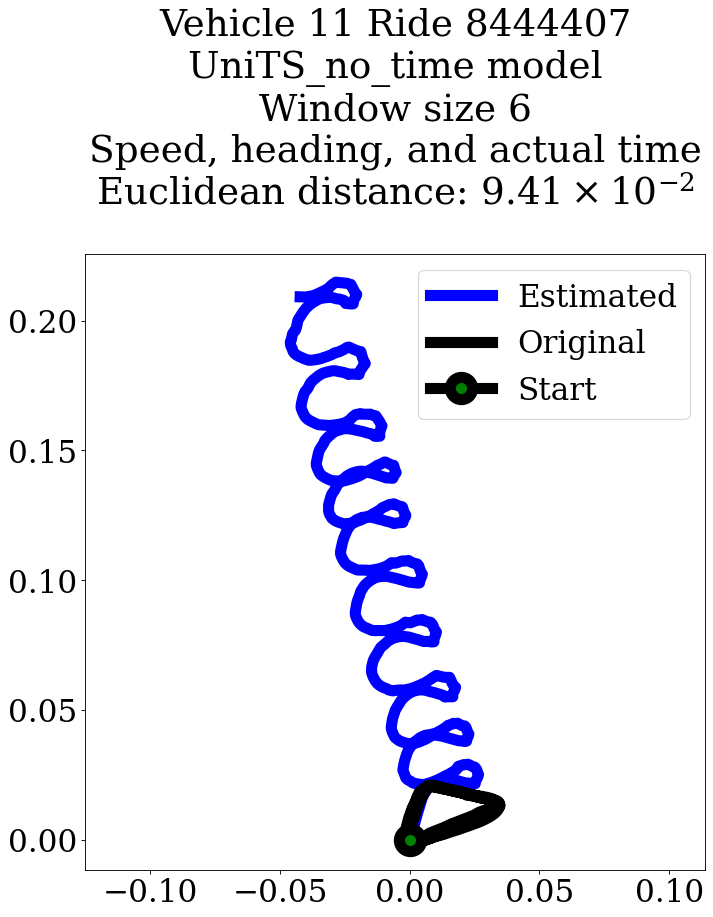 Vehicle 11 Ride 8444407
UniTS_no_time model
Window size 6
Speed, heading, and actual time
Euclidean distance: 9.41 × 10⁻²
Estimated
Original
Start
0.20
0.15
0.10
0.05
0.00
−0.10 −0.05 0.00 0.05 0.10